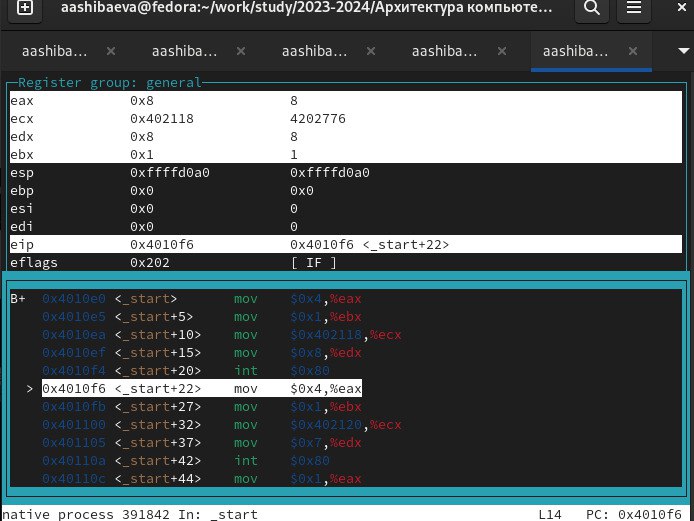 aashibaeva@fedora:~/work/study/2023-2024/Архитектура компьюте...
aashiba... × aashiba... × aashiba... × aashiba... × aashiba... ×
Register group: general
eax 0x8 8
ecx 0x402118 4202776
edx 0x8 8
ebx 0x1 1
esp 0xffffd0a0 0xffffd0a0
ebp 0x0 0x0
esi 0x0 0
edi 0x0 0
eip 0x4010f6 0x4010f6 <_start+22>
eflags 0x202 [ IF ]
B+ 0x4010e0 <_start> mov $0x4,%eax
0x4010e5 <_start+5> mov $0x1,%ebx
0x4010ea <_start+10> mov $0x402118,%ecx
0x4010ef <_start+15> mov $0x8,%edx
0x4010f4 <_start+20> int $0x80
> 0x4010f6 <_start+22> mov $0x4,%eax
0x4010fb <_start+27> mov $0x1,%ebx
0x401100 <_start+32> mov $0x402120,%ecx
0x401105 <_start+37> mov $0x7,%edx
0x40110a <_start+42> int $0x80
0x40110c <_start+44> mov $0x1,%eax
native process 391842 In: _start L14 PC: 0x4010f6